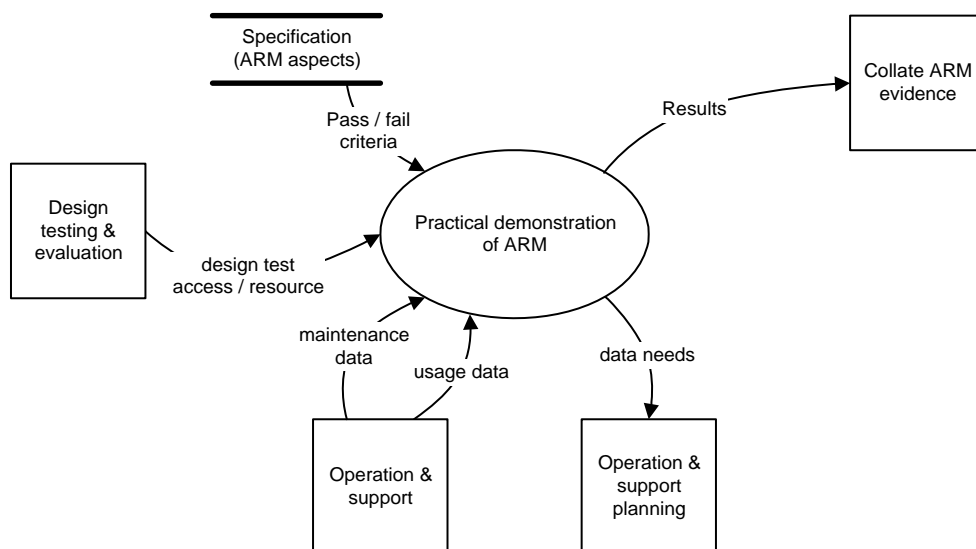 Specification
(ARM aspects)
Collate ARM
evidence
Results
Pass / fail
criteria
Design
testing &
evaluation
Practical demonstration
of ARM
design test
access / resource
maintenance
data
usage data
data needs
Operation &
support
Operation &
support
planning